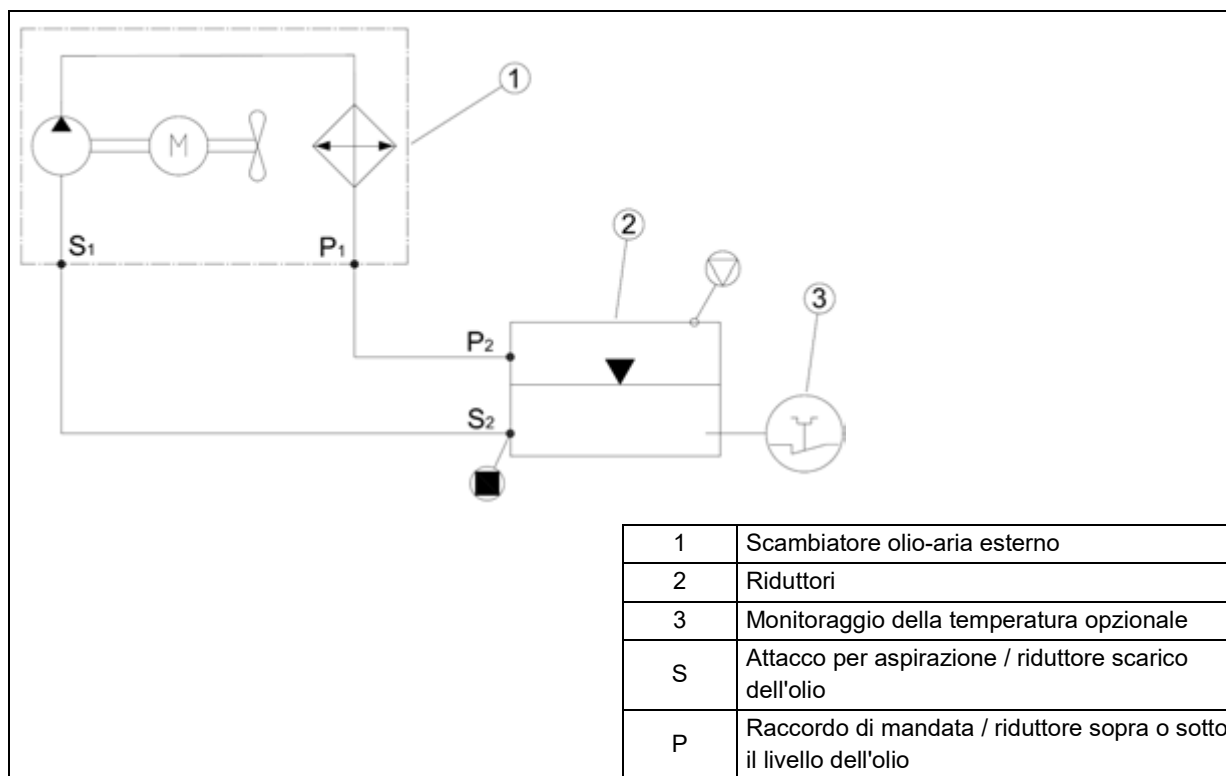 1
M
S1
P1
2
3
P2
S2
1 Scambiatore olio-aria esterno
2 Riduttori
3 Monitoraggio della temperatura opzionale
S Attacco per aspirazione / riduttore scarico
dell'olio
P Raccordo di mandata / riduttore sopra o sotto
il livello dell'olio